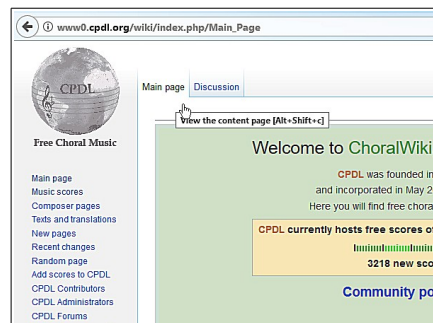 www0.cpdl.org/wiki/index.php/Main_Page
CPDL
Free Choral Music
Main page Discussion
View the content page [Alt+Shift+c]
Main page
Music scores
Composer pages
Texts and translations
New pages
Recent changes
Random page
Add scores to CPDL
CPDL Contributors
CPDL Administrators
CPDL Forums
Welcome to ChoralWiki
CPDL was founded in
and incorporated in May 2
Here you will find free chora
CPDL currently hosts free scores of
3218 new sco
Community po